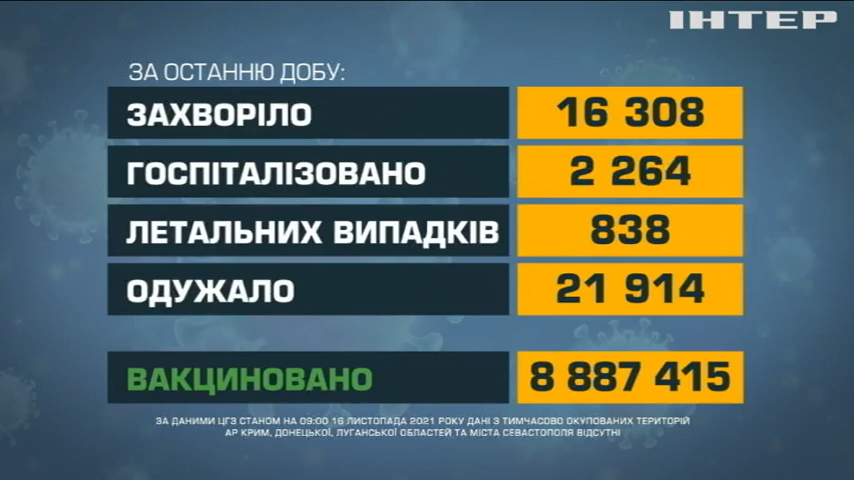 ІНТЕР
ЗА ОСТАННЮ ДОБУ:
ЗАХВОРІЛО 16 308
ГОСПІТАЛІЗОВАНО 2 264
ЛЕТАЛЬНИХ ВИПАДКІВ 838
ОДУЖАЛО 21 914
ВАКЦИНОВАНО 8 887 415
ЗА ДАНИМИ ЦГЗ СТАНОМ НА 09:00 16 ЛИСТОПАДА 2021 РОКУ ДАНІ З ТИМЧАСОВО ОКУПОВАНИХ ТЕРИТОРІЙ
АР КРИМ, ДОНЕЦЬКОЇ, ЛУГАНСЬКОЇ ОБЛАСТЕЙ ТА МІСТА СЕВАСТОПОЛЯ ВІДСУТНІ